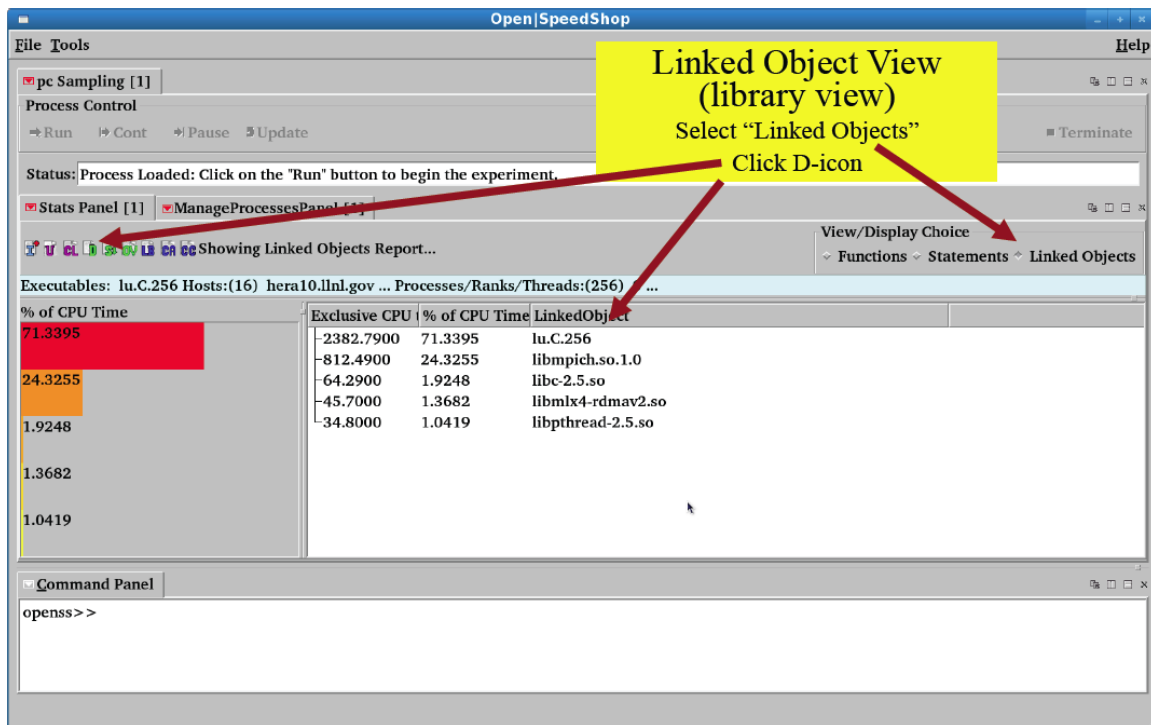 Open|SpeedShop
File Tools Help
Linked Object View
(library view)
Select “Linked Objects”
Click D-icon
pc Sampling [1]
Process Control
Run Cont Pause Update Terminate
Status: Process Loaded: Click on the "Run" button to begin the experiment.
Stats Panel [1] ManageProcessesPanel [1]
View/Display Choice
I U CL D LB CA CC Showing Linked Objects Report...
Functions Statements Linked Objects
Executables: lu.C.256 Hosts:(16) hera10.llnl.gov ... Processes/Ranks/Threads:(256) ...
% of CPU Time
71.3395
24.3255
1.9248
1.3682
1.0419
Exclusive CPU % of CPU Time LinkedObject
2382.7900 71.3395 lu.C.256
812.4900 24.3255 libmpich.so.1.0
64.2900 1.9248 libc-2.5.so
45.7000 1.3682 libmlx4-rdmav2.so
34.8000 1.0419 libpthread-2.5.so
Command Panel
openss>>